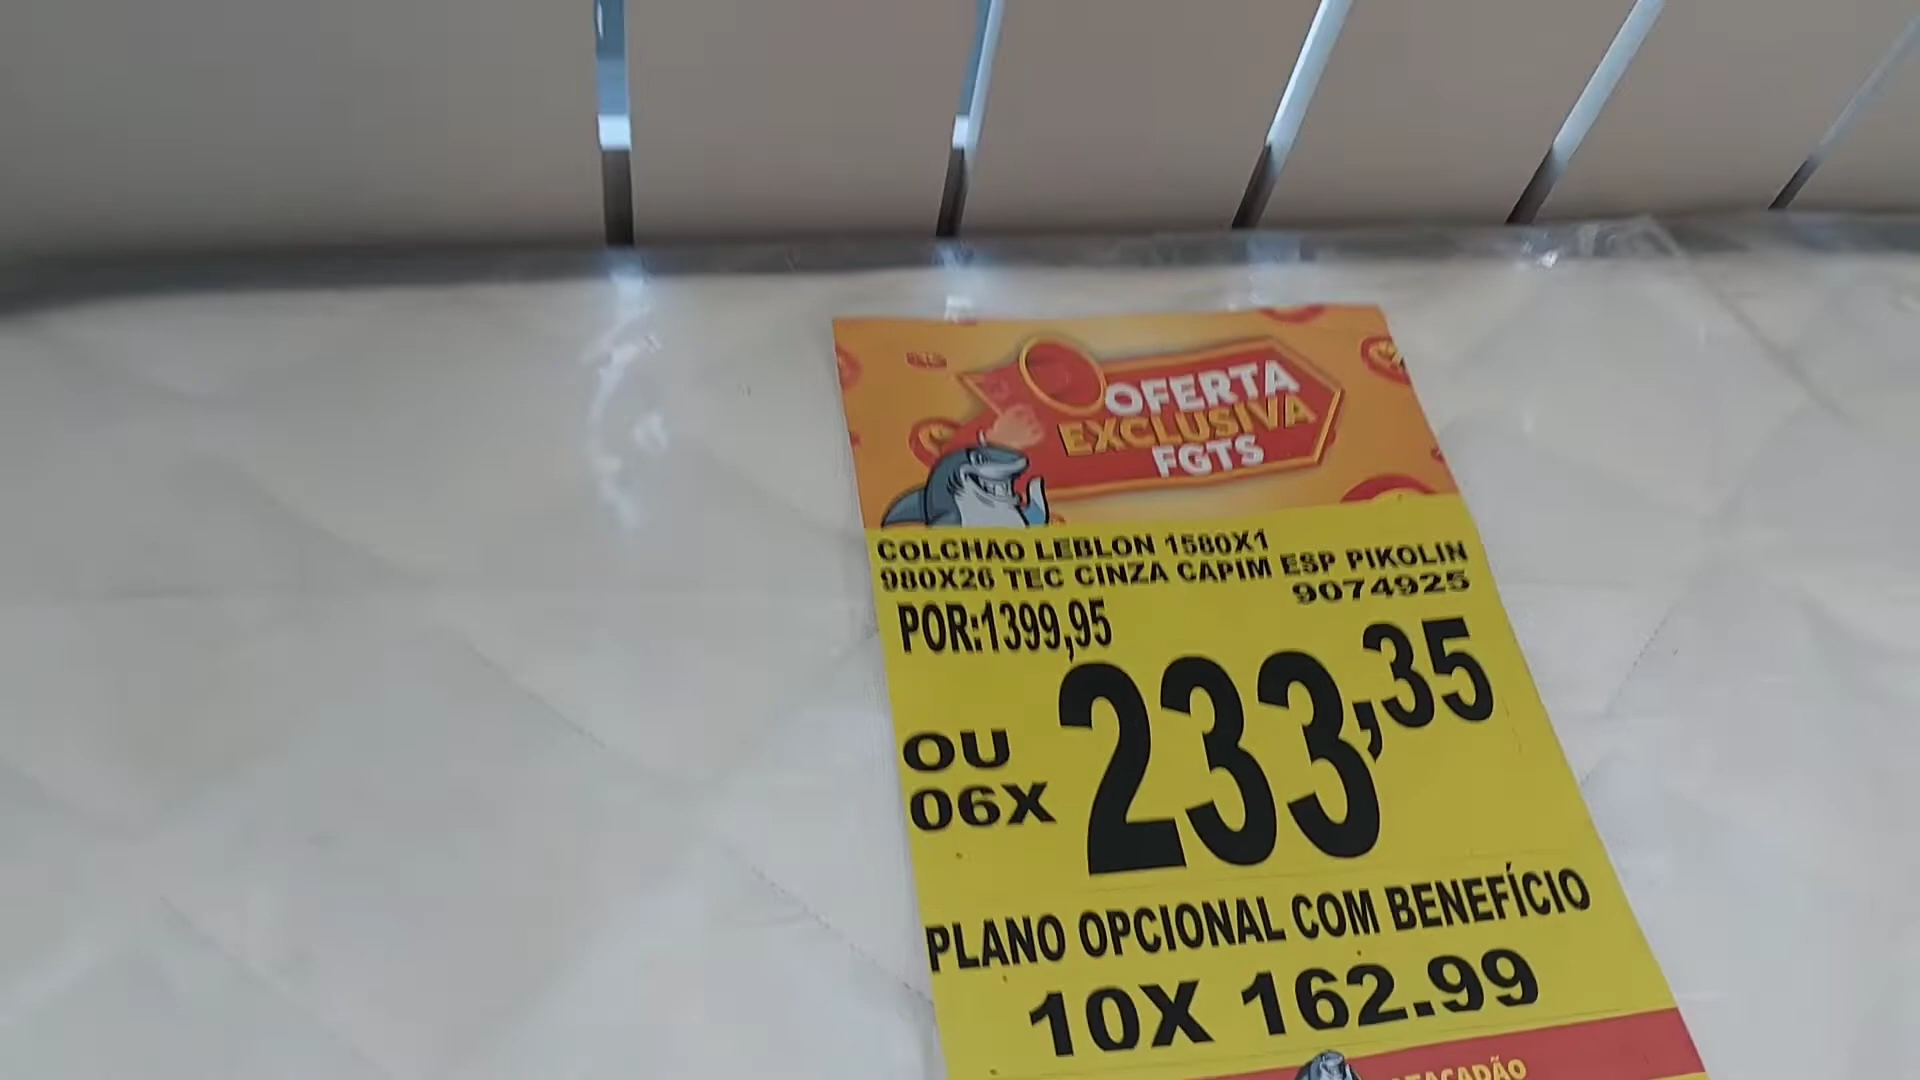 OFERTA
EXCLUSIVA
FGTS
COLCHAO LEBLON 1580X1
980X26 TEC CINZA CAPIM ESP PIKOLIN
9074925
POR:1399,95
OU
06X
233,35
PLANO OPCIONAL COM BENEFÍCIO
10X 162.99